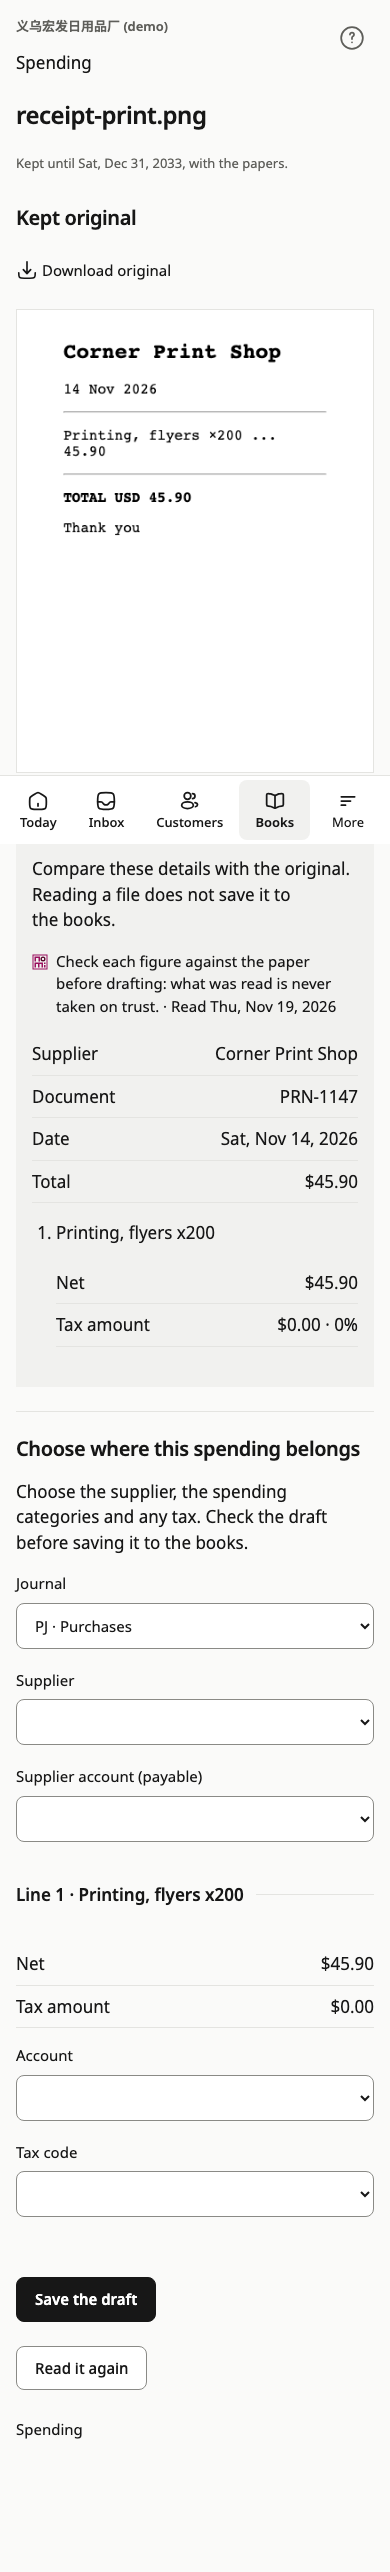 义乌宏发日用品厂 (demo)
Spending
receipt-print.png
Kept until Sat, Dec 31, 2033, with the papers.
Kept original
Download original
Corner Print Shop
14 Nov 2026
Printing, flyers ×200 ...
45.90
TOTAL USD 45.90
Thank you
Today
Inbox
Customers
Books
More
Compare these details with the original.
Reading a file does not save it to
the books.
Check each figure against the paper
before drafting: what was read is never
taken on trust. · Read Thu, Nov 19, 2026
Supplier Corner Print Shop
Document PRN-1147
Date Sat, Nov 14, 2026
Total $45.90
1. Printing, flyers x200
Net $45.90
Tax amount $0.00 · 0%
Choose where this spending belongs
Choose the supplier, the spending
categories and any tax. Check the draft
before saving it to the books.
Journal
PJ · Purchases
Supplier
Supplier account (payable)
Line 1 · Printing, flyers x200
Net $45.90
Tax amount $0.00
Account
Tax code
Save the draft
Read it again
Spending